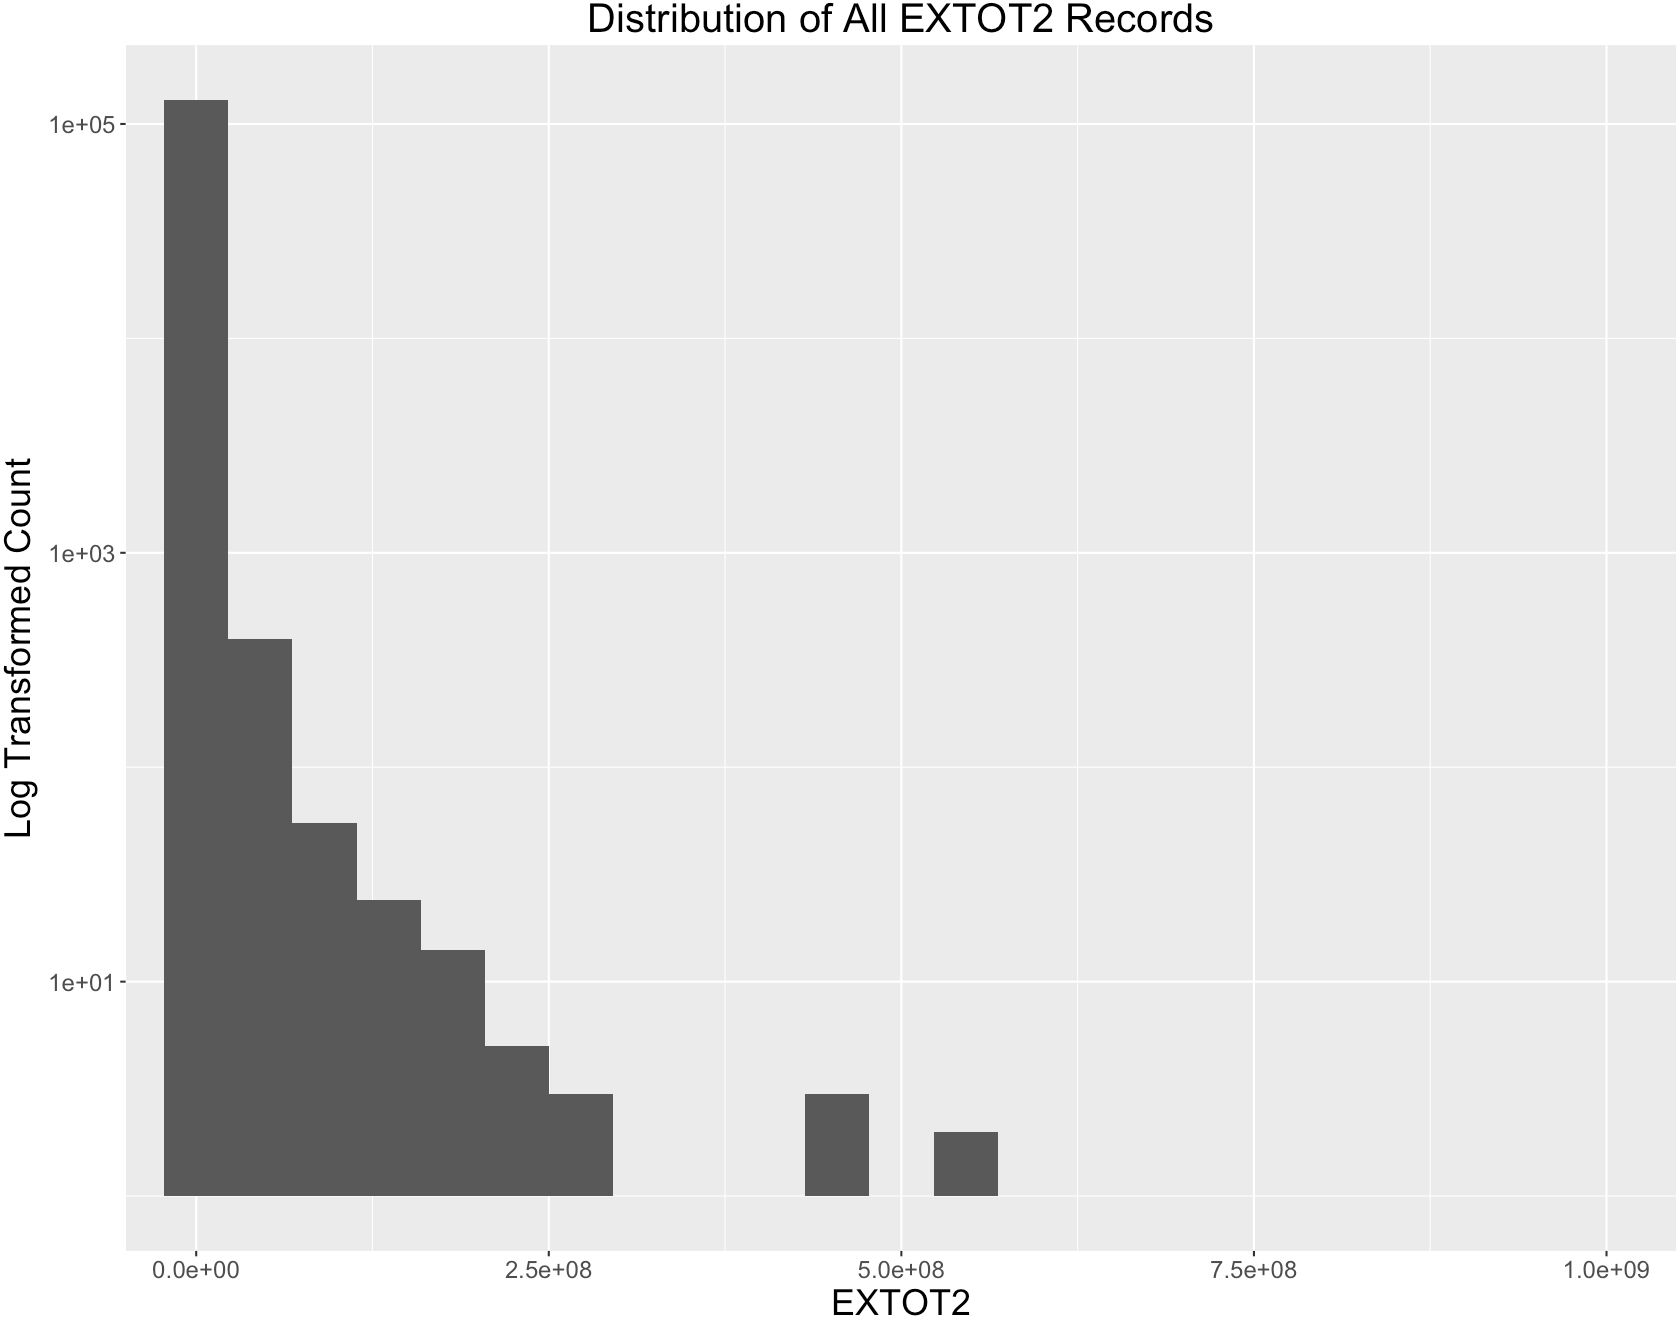 Distribution of All EXTOT2 Records
Log Transformed Count
1e+05
1e+03
1e+01
0.0e+00
2.5e+08
5.0e+08
7.5e+08
1.0e+09
EXTOT2